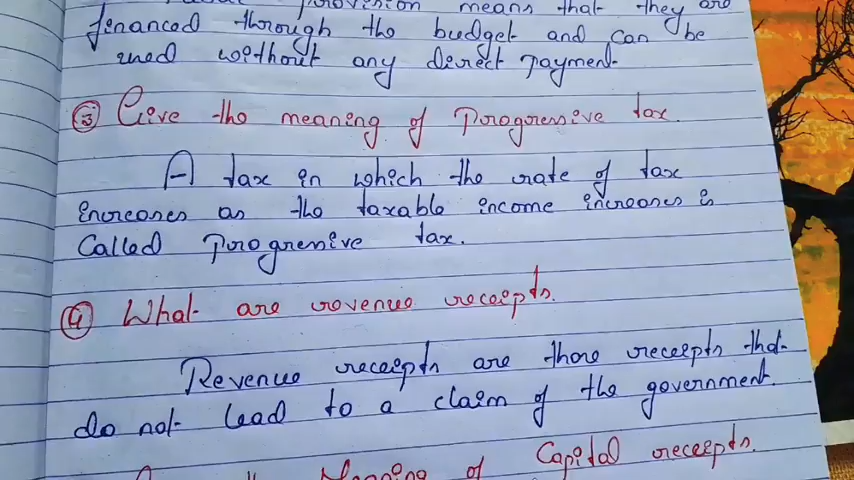 provision means that they are
financed through the budget and can be
used without any direct payment
③ Give the meaning of Progressive tax.
A tax in which the rate of tax
increases as the taxable income increases is
Called Progressive tax.
④ What are revenue receipts.
Revenue receipts are those receipts that
do not lead to a claim of the government.
Meaning of Capital receipts.